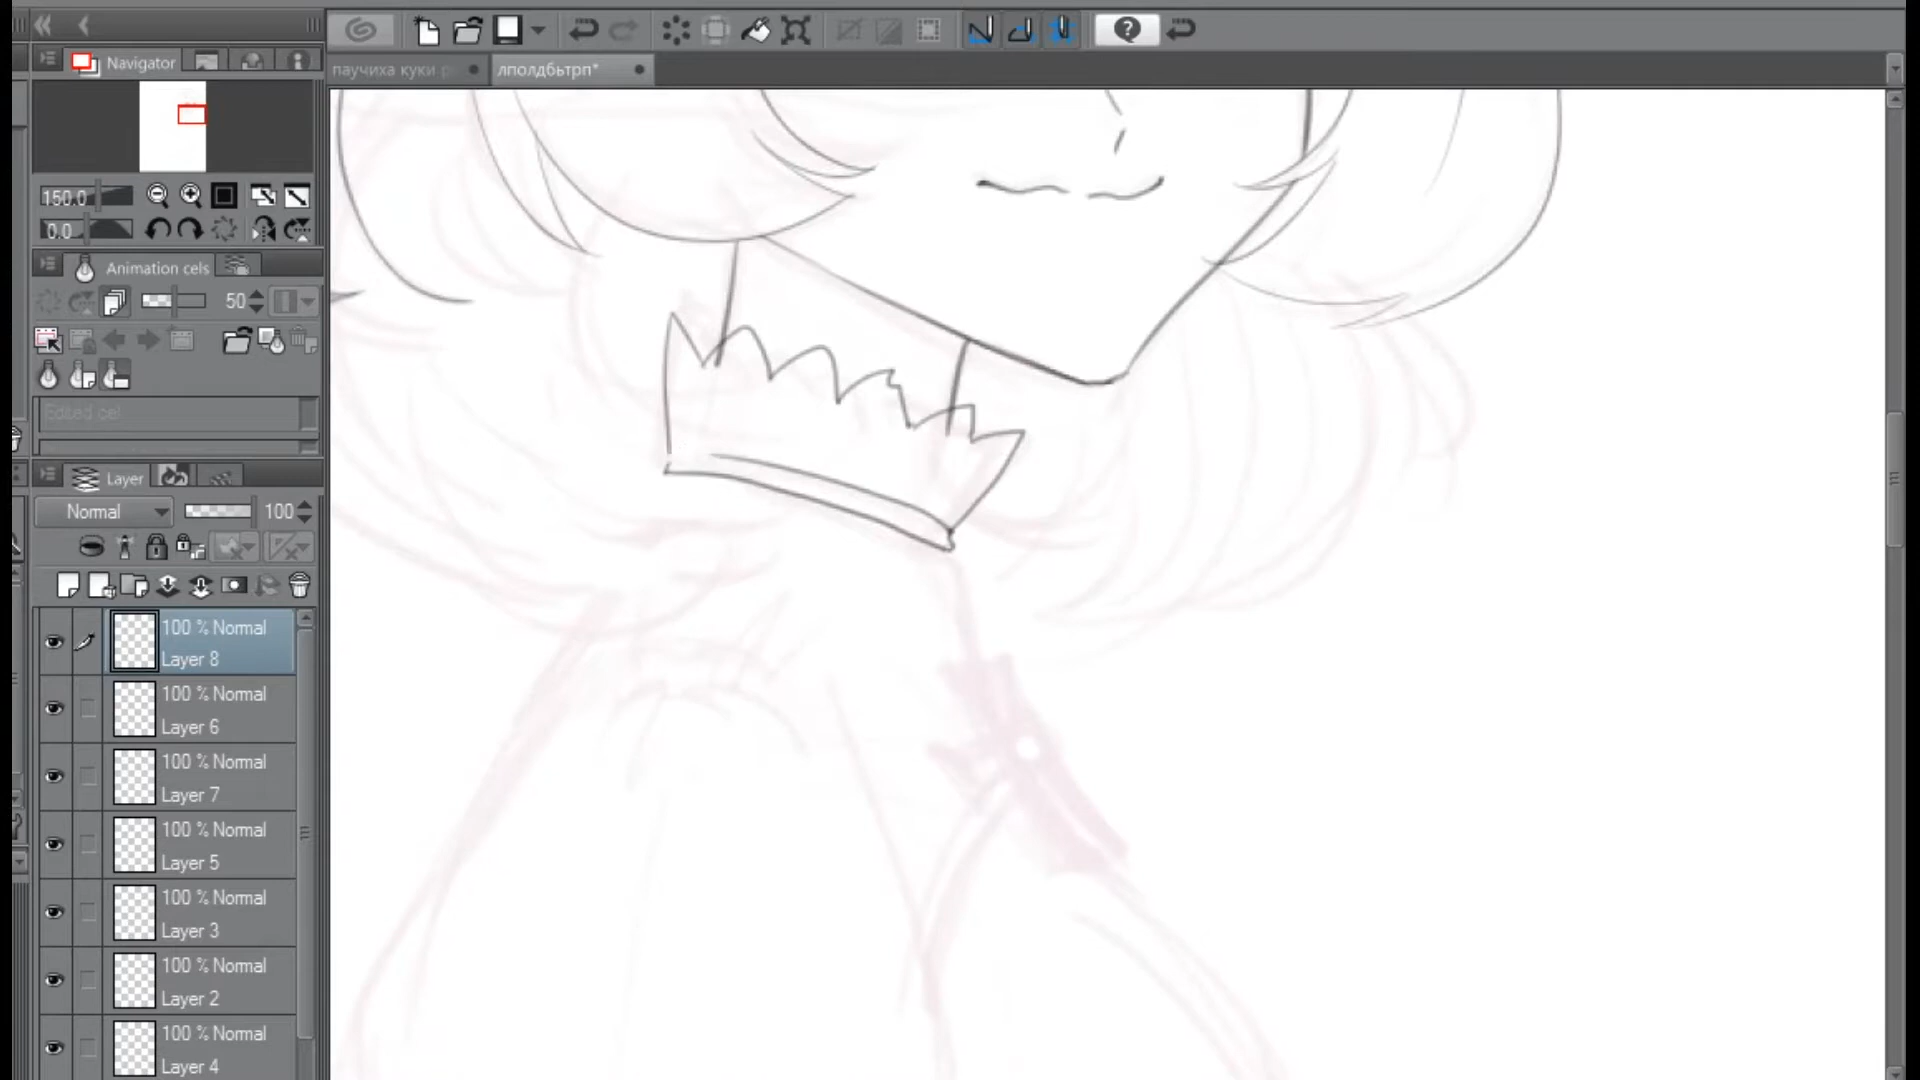 Navigator
паучиха куки р
лполдбьтрп*
150.0
0.0
Animation cels
50
Edited cel
Layer
Normal
100
100 % Normal
Layer 8
100 % Normal
Layer 6
100 % Normal
Layer 7
100 % Normal
Layer 5
100 % Normal
Layer 3
100 % Normal
Layer 2
100 % Normal
Layer 4